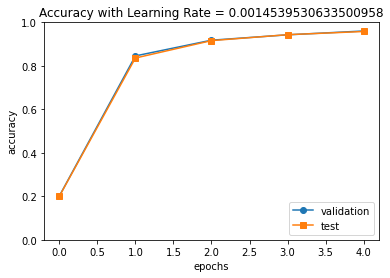 Accuracy with Learning Rate = 0.0014539530633500958
1.0
0.8
0.6
0.4
0.2
0.0
accuracy
0.0 0.5 1.0 1.5 2.0 2.5 3.0 3.5 4.0
epochs
validation
test